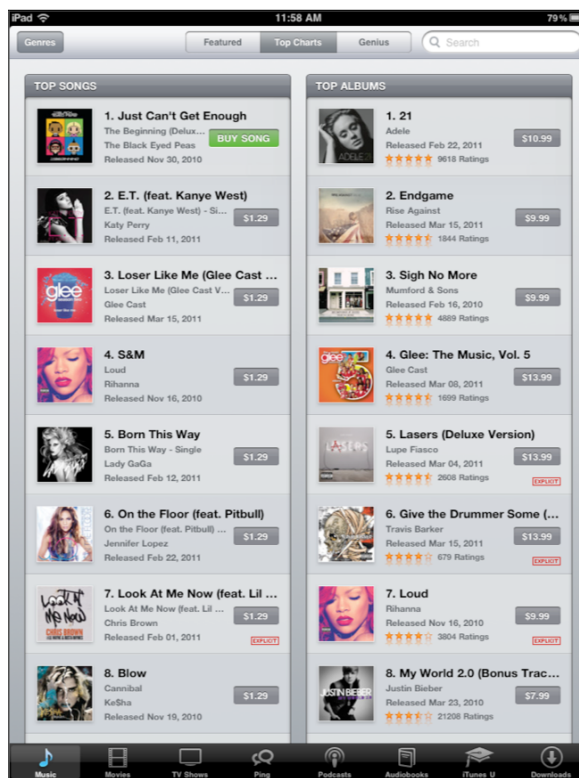 iPad 11:58 AM 79%
Genres Featured Top Charts Genius Search
TOP SONGS
1. Just Can't Get Enough
The Beginning (Delux...
The Black Eyed Peas
BUY SONG
Released Nov 30, 2010
2. E.T. (feat. Kanye West)
E.T. (feat. Kanye West) - Si...
Katy Perry
$1.29
Released Feb 11, 2011
glee
3. Loser Like Me (Glee Cast ...
Loser Like Me (Glee Cast V...
Glee Cast
$1.29
Released Mar 15, 2011
4. S&M
Loud
Rihanna
$1.29
Released Nov 16, 2010
5. Born This Way
Born This Way - Single
Lady GaGa
$1.29
Released Feb 12, 2011
6. On the Floor (feat. Pitbull)
On the Floor (feat. Pitbull) ...
Jennifer Lopez
$1.29
Released Feb 22, 2011
LOOK AT ME NOW
CHRIS BROWN
7. Look At Me Now (feat. Lil ...
Look At Me Now (feat. Lil ...
Chris Brown
$1.29
Released Feb 01, 2011
EXPLICIT
8. Blow
Cannibal
Ke$ha
$1.29
Released Nov 19, 2010
TOP ALBUMS
ADELE 21
1. 21
Adele
$10.99
Released Feb 22, 2011
9618 Ratings
2. Endgame
Rise Against
$9.99
Released Mar 15, 2011
1844 Ratings
3. Sigh No More
Mumford & Sons
$9.99
Released Feb 16, 2010
4889 Ratings
glee
4. Glee: The Music, Vol. 5
Glee Cast
$13.99
Released Mar 08, 2011
1699 Ratings
LASERS
5. Lasers (Deluxe Version)
Lupe Fiasco
$13.99
Released Mar 04, 2011
2608 Ratings
EXPLICIT
6. Give the Drummer Some (...
Travis Barker
$13.99
Released Mar 15, 2011
679 Ratings
EXPLICIT
7. Loud
Rihanna
$9.99
Released Nov 16, 2010
3804 Ratings
EXPLICIT
JUSTIN BIEBER
8. My World 2.0 (Bonus Trac...
Justin Bieber
$7.99
Released Mar 23, 2010
21208 Ratings
Music Movies TV Shows Ping Podcasts Audiobooks iTunes U Downloads